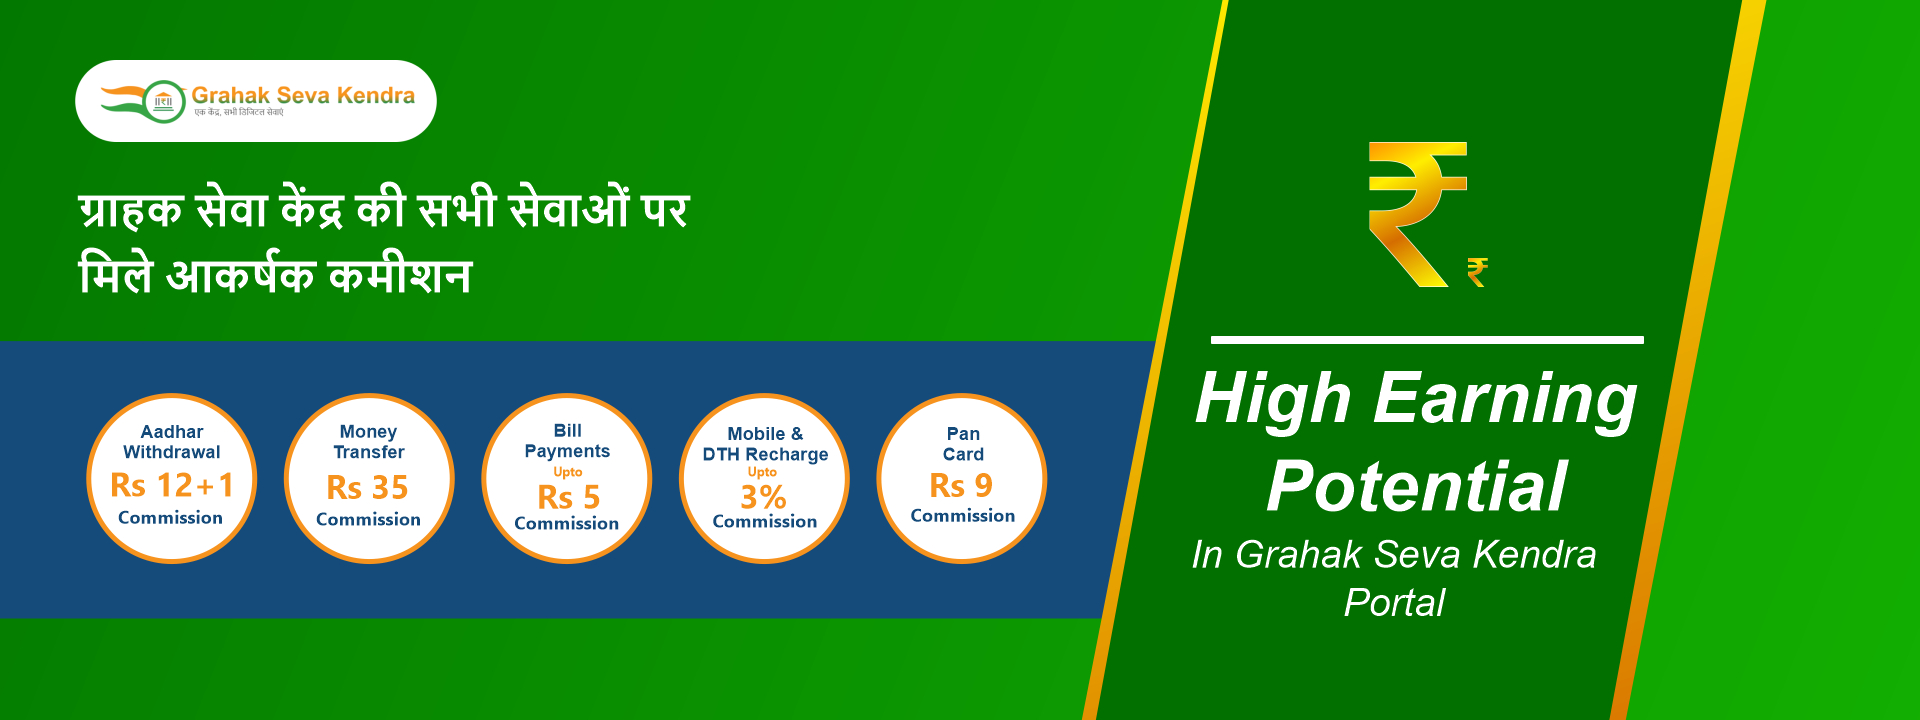 Grahak Seva Kendra
एक केंद्र, सभी डिजिटल सेवाएँ
ग्राहक सेवा केंद्र की सभी सेवाओं पर
मिले आकर्षक कमीशन
Aadhar
Withdrawal
Rs 12+1
Commission
Money
Transfer
Rs 35
Commission
Bill
Payments
Upto
Rs 5
Commission
Mobile &
DTH Recharge
Upto
3%
Commission
Pan
Card
Rs 9
Commission
₹
₹
High Earning
Potential
In Grahak Seva Kendra
Portal